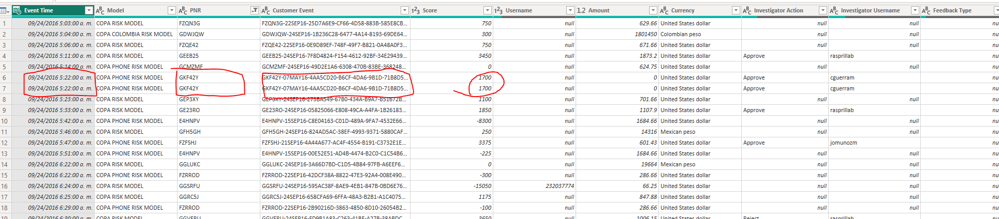 Event Time Model PNR Customer Event Score Username Amount Currency Investigator Action Investigator Username Feedback Type
1 09/24/2016 5:03:00 a. m. COPA RISK MODEL FZQN3G FZQN3G-22SEP16-25D7A6E9-CF66-4D58-883B-585E8CB... 750 null 629.66 United States dollar null null null
2 09/24/2016 5:04:00 a. m. COPA COLOMBIA RISK MODEL GDWJQW GDWJQW-24SEP16-1B236C28-6477-4A14-8193-69DE64... 300 null 1801450 Colombian peso null null null
3 09/24/2016 5:06:00 a. m. COPA RISK MODEL FZQE42 FZQE42-22SEP16-0E9D89EF-748F-49F7-B821-0A48A0F3... 750 null 671.66 United States dollar null null null
4 09/24/2016 5:11:00 a. m. COPA RISK MODEL GEEB25 GEEB25-24SEP16-7F8D4824-F154-4612-92BF-34E29439... 3450 null 1873.2 United States dollar Approve rasprillab null
5 09/24/2016 5:14:00 a. m. COPA PHONE RISK MODEL GCMZMF GCMZMF-24SEP16-49D2E1A6-6308-470B-83BE-368248... 0 null 624.75 United States dollar null null null
6 09/24/2016 5:22:00 a. m. COPA PHONE RISK MODEL GKF42Y GKF42Y-07MAY16-4AA5CD20-B6CF-4DA6-9B1D-71B8D5... 1700 null 0 United States dollar Approve cguerram null
7 09/24/2016 5:22:00 a. m. COPA PHONE RISK MODEL GKF42Y GKF42Y-07MAY16-4AA5CD20-B6CF-4DA6-9B1D-71B8D5... 1700 null 0 United States dollar Approve cguerram null
8 09/24/2016 5:23:00 a. m. COPA RISK MODEL GEP3XY GEP3XY-24SEP16-273BA549-67B0-434A-B9A7-B51672B... 1100 null 701.66 United States dollar null null null
9 09/24/2016 5:33:00 a. m. COPA RISK MODEL GE23RO GE23RO-24SEP16-05825066-E808-49CA-A4FA-1B26183... 1850 null 1107.9 United States dollar Approve rasprillab null
10 09/24/2016 5:42:00 a. m. COPA PHONE RISK MODEL E4HNPV E4HNPV-15SEP16-C8E04163-C01D-489A-9FA7-4532E66... -8300 null 1684.66 United States dollar null null null
11 09/24/2016 5:46:00 a. m. COPA RISK MODEL GFH5GH GFH5GH-24SEP16-824AD5AC-38EF-4993-9371-5880CAF... 250 null 14316 Mexican peso null null null
12 09/24/2016 5:47:00 a. m. COPA PHONE RISK MODEL FZFSHJ FZFSHJ-21SEP16-4A44A677-AC4F-4554-B191-C3732E1E... 3375 null 601.43 United States dollar Approve jomunozm null
13 09/24/2016 5:51:00 a. m. COPA PHONE RISK MODEL E4HNPV E4HNPV-15SEP16-00E52E51-AD4B-4474-B2C0-C1C54B6... -225 null 1684.66 United States dollar null null null
14 09/24/2016 6:22:00 a. m. COPA RISK MODEL GGLUKC GGLUKC-24SEP16-3A66D7BD-C1D5-4B84-97FB-A6EEF6... 0 null 19664 Mexican peso null null null
15 09/24/2016 6:22:00 a. m. COPA PHONE RISK MODEL FZRROD FZRROD-22SEP16-42DCF38A-8822-47E3-92A4-008E490... -300 null 286.66 United States dollar null null null
16 09/24/2016 6:24:00 a. m. COPA RISK MODEL GGSRFU GGSRFU-24SEP16-595AC38F-8AE9-4EB1-847B-0BD6E76... -15050 232037774 66.25 United States dollar null null null
17 09/24/2016 6:25:00 a. m. COPA RISK MODEL GGRC5J GGRC5J-24SEP16-658CFA69-6FFA-48A3-B2B1-A1C4075... 1175 null 847.88 United States dollar null null null
18 09/24/2016 6:29:00 a. m. COPA PHONE RISK MODEL FZRROD FZRROD-22SEP16-2B90216D-3863-4850-8D10-26054B2... -100 null 286.66 United States dollar null null null
19 09/24/2016 6:30:00 a. m. COPA RISK MODEL 3650 null 1006.15 United States dollar Reject rasprillab null